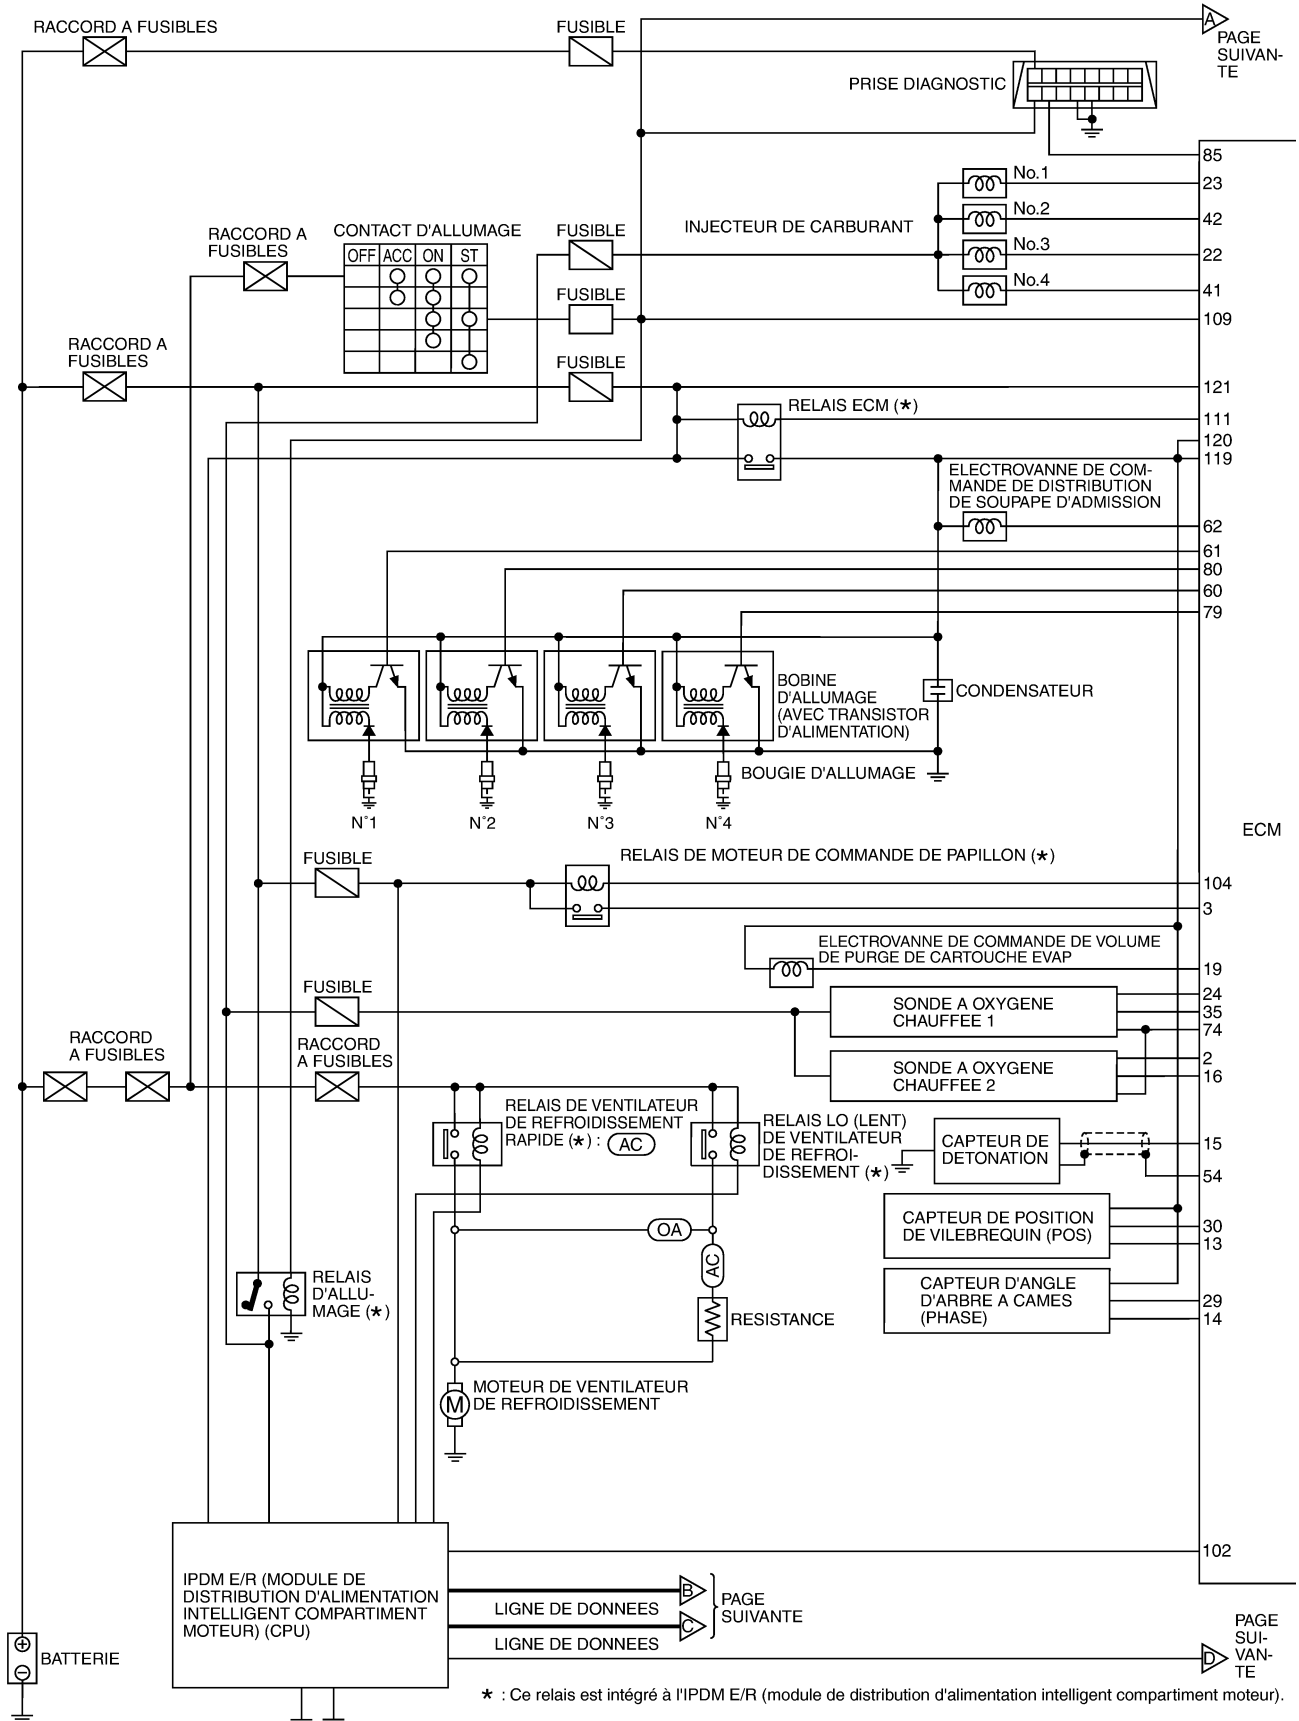 RACCORD A FUSIBLES
FUSIBLE
A
PAGE
SUIVAN-
TE
PRISE DIAGNOSTIC
85
No.1
23
No.2
42
INJECTEUR DE CARBURANT
No.3
22
No.4
41
RACCORD A
FUSIBLES
CONTACT D'ALLUMAGE
OFF ACC ON ST
FUSIBLE
FUSIBLE
109
RACCORD A
FUSIBLES
FUSIBLE
121
RELAIS ECM (*)
111
120
119
ELECTROVANNE DE COM-
MANDE DE DISTRIBUTION
DE SOUPAPE D'ADMISSION
62
61
80
60
79
BOBINE
D'ALLUMAGE
(AVEC TRANSISTOR
D'ALIMENTATION)
CONDENSATEUR
BOUGIE D'ALLUMAGE
N°1
N°2
N°3
N°4
ECM
FUSIBLE
RELAIS DE MOTEUR DE COMMANDE DE PAPILLON (*)
104
3
ELECTROVANNE DE COMMANDE DE VOLUME
DE PURGE DE CARTOUCHE EVAP
19
FUSIBLE
SONDE A OXYGENE
CHAUFFEE 1
24
35
74
RACCORD
A FUSIBLES
RACCORD
A FUSIBLES
SONDE A OXYGENE
CHAUFFEE 2
2
16
RELAIS DE VENTILATEUR
DE REFROIDISSEMENT
RAPIDE (*) : AC
RELAIS LO (LENT)
DE VENTILATEUR
DE REFROI-
DISSEMENT (*)
CAPTEUR DE
DETONATION
15
54
OA
AC
CAPTEUR DE POSITION
DE VILEBREQUIN (POS)
30
13
RELAIS
D'ALLU-
MAGE (*)
RESISTANCE
CAPTEUR D'ANGLE
D'ARBRE A CAMES
(PHASE)
29
14
M
MOTEUR DE VENTILATEUR
DE REFROIDISSEMENT
102
IPDM E/R (MODULE DE
DISTRIBUTION D'ALIMENTATION
INTELLIGENT COMPARTIMENT
MOTEUR) (CPU)
B
LIGNE DE DONNEES
C
LIGNE DE DONNEES
PAGE
SUIVANTE
D
PAGE
SUI-
VAN-
TE
BATTERIE
* : Ce relais est intégré à l'IPDM E/R (module de distribution d'alimentation intelligent compartiment moteur).